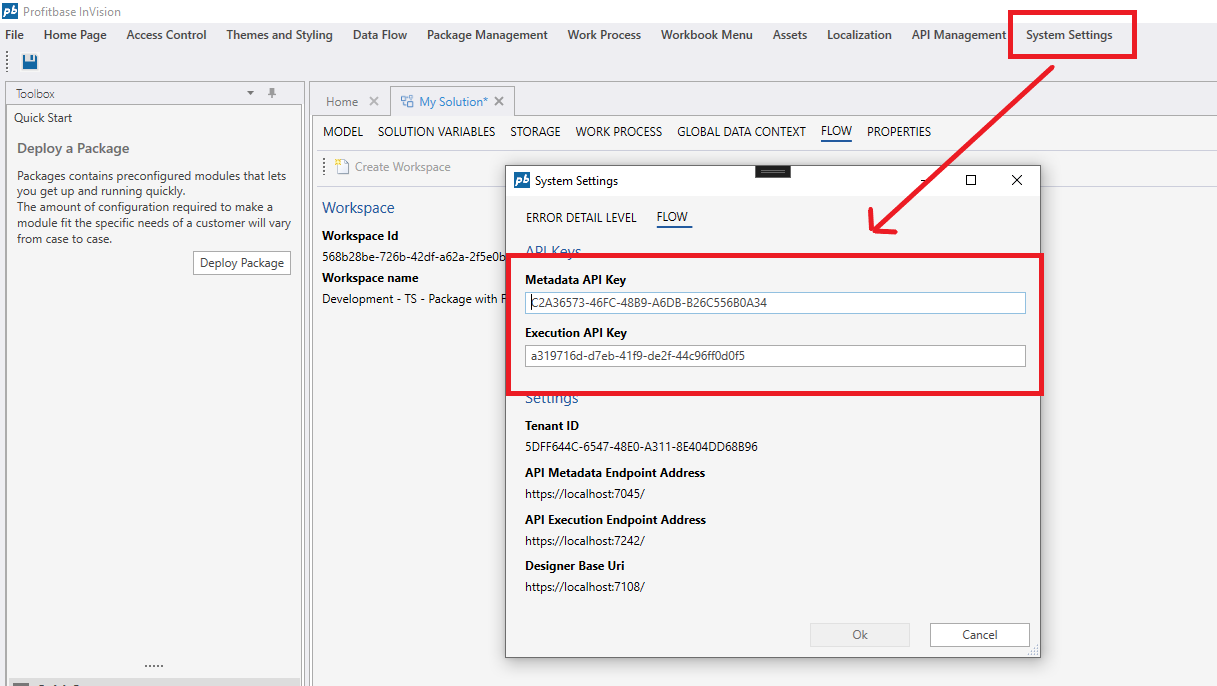 pb Profitbase InVision
File Home Page Access Control Themes and Styling Data Flow Package Management Work Process Workbook Menu Assets Localization API Management System Settings
Toolbox
Quick Start
Deploy a Package
Packages contains preconfigured modules that lets
you get up and running quickly.
The amount of configuration required to make a
module fit the specific needs of a customer will vary
from case to case.
Deploy Package
Home My Solution*
MODEL SOLUTION VARIABLES STORAGE WORK PROCESS GLOBAL DATA CONTEXT FLOW PROPERTIES
Create Workspace
Workspace
Workspace Id
568b28be-726b-42df-a62a-2f5e0b
Workspace name
Development - TS - Package with
pb System Settings
ERROR DETAIL LEVEL FLOW
API Keys
Metadata API Key
C2A36573-46FC-48B9-A6DB-B26C556B0A34
Execution API Key
a319716d-d7eb-41f9-de2f-44c96ff0d0f5
Settings
Tenant ID
5DFF644C-6547-48E0-A311-8E404DD68B96
API Metadata Endpoint Address
https://localhost:7045/
API Execution Endpoint Address
https://localhost:7242/
Designer Base Uri
https://localhost:7108/
Ok Cancel